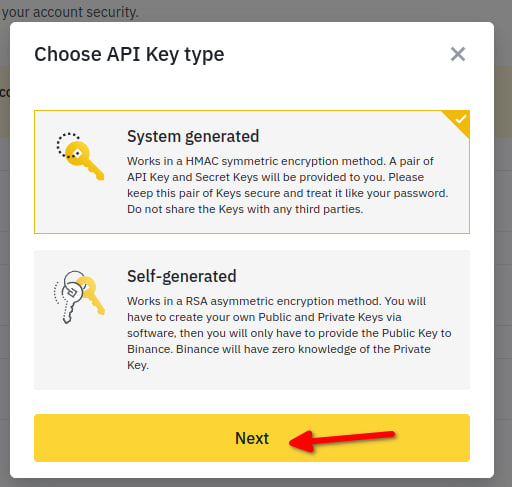 your account security.
Choose API Key type
System generated
Works in a HMAC symmetric encryption method. A pair of
API Key and Secret Keys will be provided to you. Please
keep this pair of Keys secure and treat it like your password.
Do not share the Keys with any third parties.
Self-generated
Works in a RSA asymmetric encryption method. You will
have to create your own Public and Private Keys via
software, then you will only have to provide the Public Key to
Binance. Binance will have zero knowledge of the Private
Key.
Next